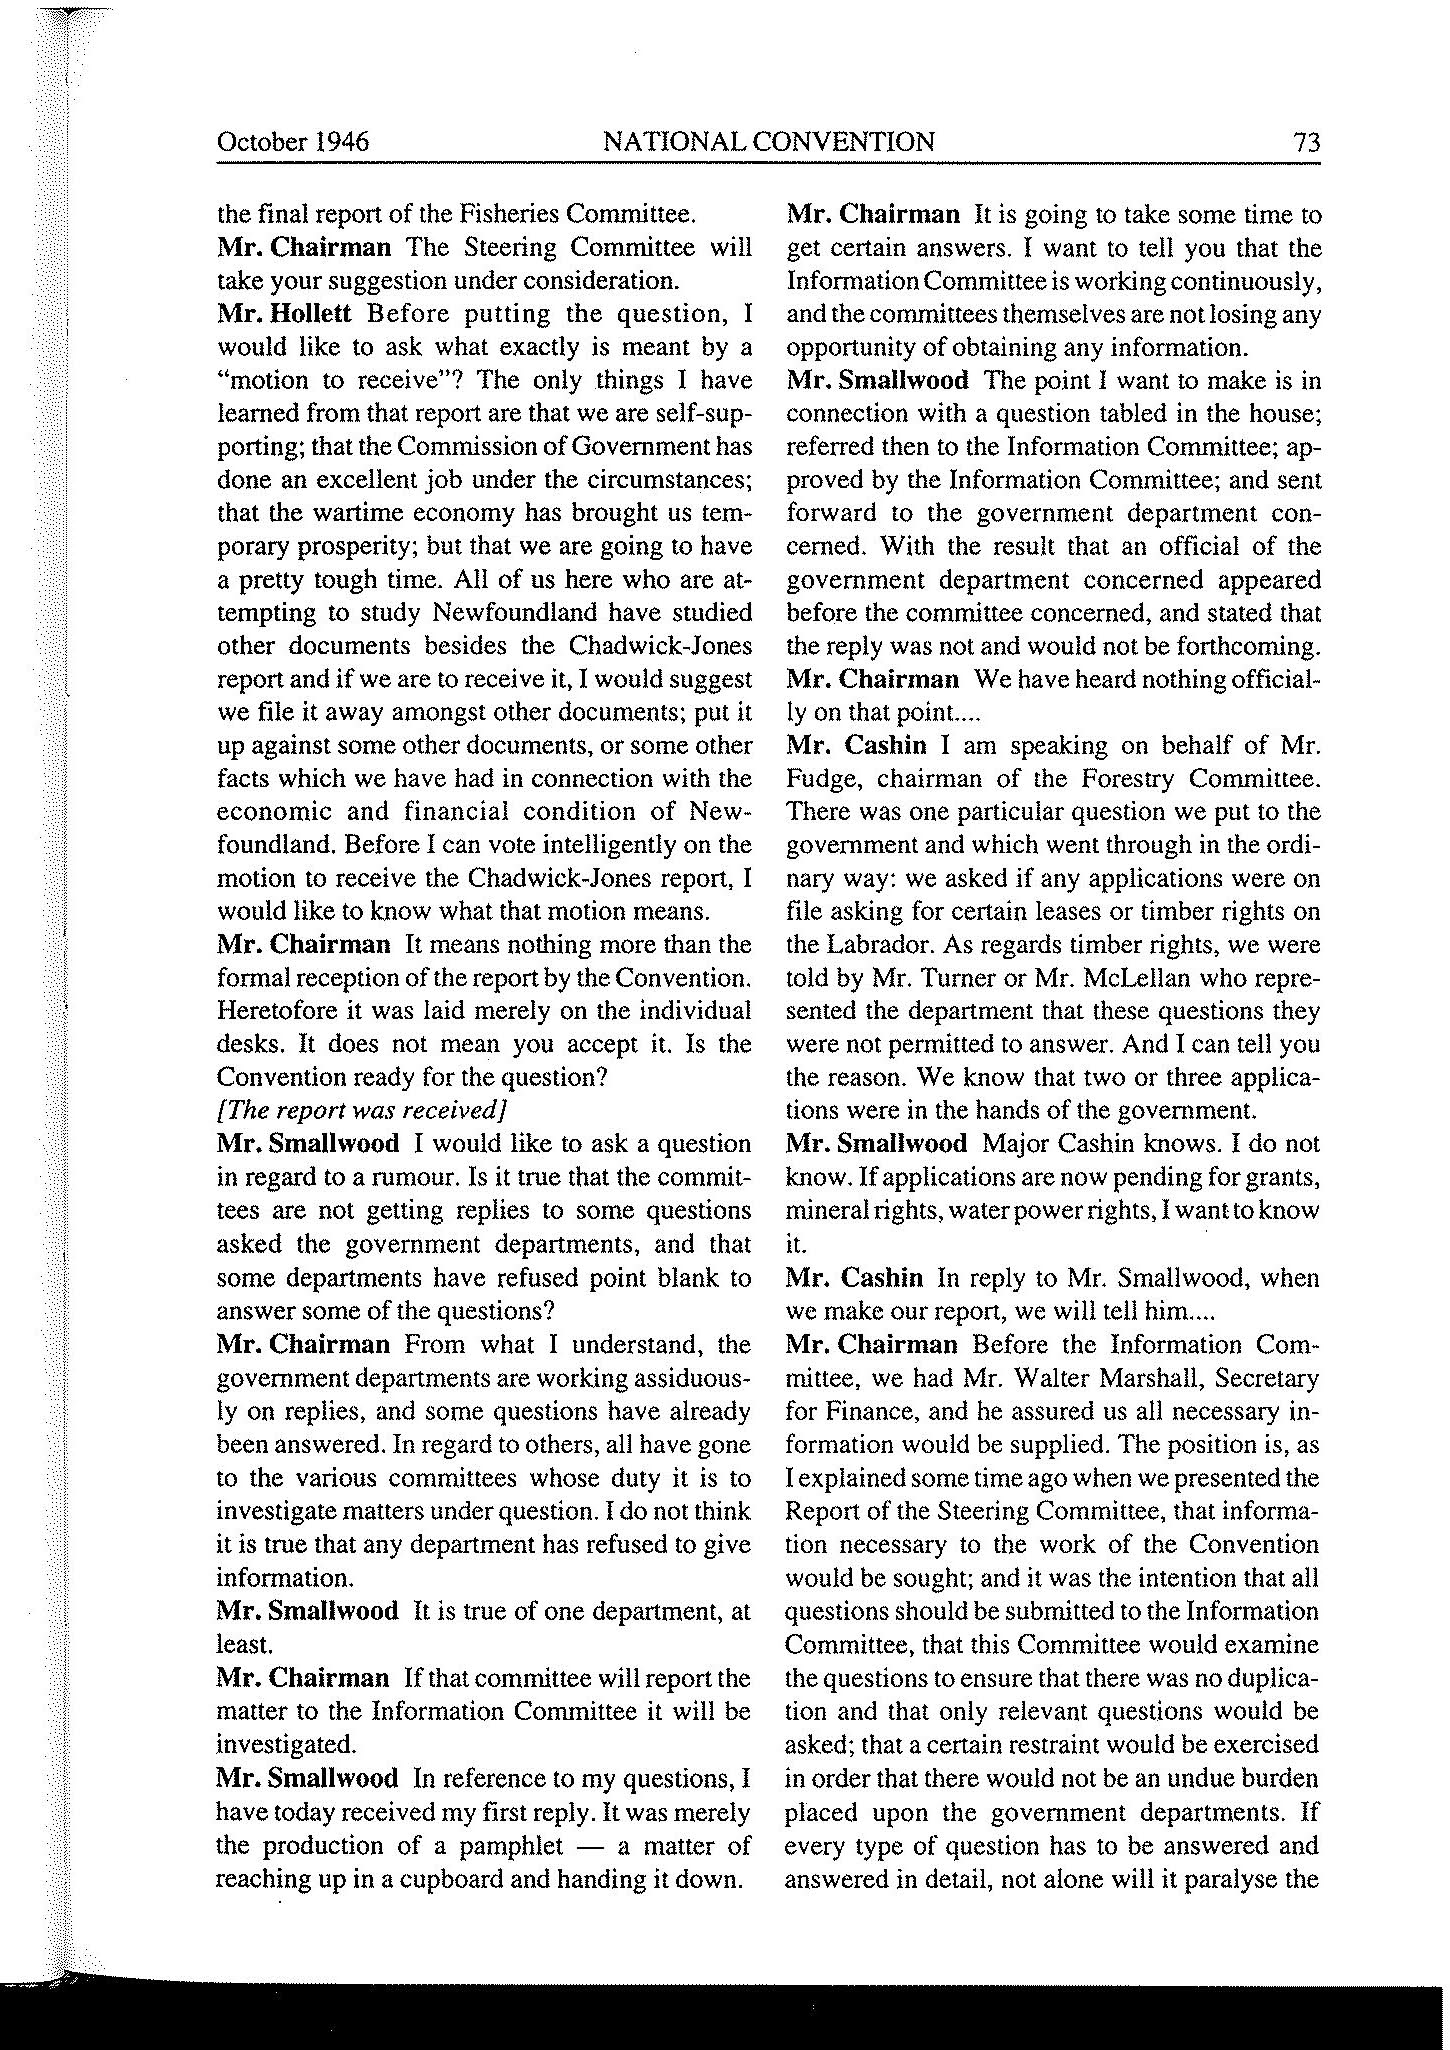 October 1946 NATIONAL CONVENTION 73
the final report of the Fisheries Committee.
Mr. Chairman The Steering Committee will
take your suggestion under consideration.
Mr. Hollett Before putting the question, I
would like to ask what exactly is meant by a
“motion to receive”? The only things I have
learned from that report are that we are self-sup-
porting; that the Commission of Government has
done an excellent job under the circumstances;
that the wartime economy has brought us tem-
porary prosperity; but that we are going to have
a pretty tough time. All of us here who are at-
tempting to study Newfoundland have studied
other documents besides the Chadwick-Jones
report and if we are to receive it, I would suggest
we file it away amongst other documents; put it
up against some other documents, or some other
facts which we have had in connection with the
economic and financial condition of New-
foundland. Before I can vote intelligently on the
motion to receive the Chadwick-Jones report, I
would like to know what that motion means.
Mr. Chairman It means nothing more than the
formal reception of the report by the Convention.
Heretofore it was laid merely on the individual
desks. It does not mean you accept it. Is the
Convention ready for the question?
[The report was received]
Mr. Smallwood I would like to ask a question
in regard to a rumour. Is it true that the commit-
tees are not getting replies to some questions
asked the government departments, and that
some departments have refused point blank to
answer some of the questions?
Mr. Chairman From what I understand, the
government departments are working assiduous-
ly on replies, and some questions have already
been answered. In regard to others, all have gone
to the various committees whose duty it is to
investigate matters under question. I do not think
it is true that any department has refused to give
information.
Mr. Smallwood It is true of one department, at
least.
Mr. Chairman If that committee will report the
matter to the Information Committee it will be
investigated.
Mr. Smallwood In reference to my questions, I
have today received my first reply. It was merely
the production of a pamphlet — a matter of
reaching up in a cupboard and handing it down.
Mr. Chairman It is going to take some time to
get certain answers. I want to tell you that the
Information Committee is working continuously,
and the committees themselves are not losing any
opportunity of obtaining any information.
Mr. Smallwood The point I want to make is in
connection with a question tabled in the house;
referred then to the Information Committee; ap-
proved by the Information Committee; and sent
forward to the government department con-
cerned. With the result that an official of the
government department concerned appeared
before the committee concerned, and stated that
the reply was not and would not be forthcoming.
Mr. Chairman We have heard nothing official-
ly on that point....
Mr. Cashin I am speaking on behalf of Mr.
Fudge, chairman of the Forestry Committee.
There was one particular question we put to the
government and which went through in the ordi-
nary way: we asked if any applications were on
file asking for certain leases or timber rights on
the Labrador. As regards timber rights, we were
told by Mr. Turner or Mr. McLellan who repre-
sented the department that these questions they
were not permitted to answer. And I can tell you
the reason. We know that two or three applica-
tions were in the hands of the government.
Mr. Smallwood Major Cashin knows. I do not
know. If applications are now pending for grants,
mineral rights, water power rights, I want to know
it.
Mr. Cashin In reply to Mr. Smallwood, when
we make our report, we will tell him....
Mr. Chairman Before the Information Com-
mittee, we had Mr. Walter Marshall, Secretary
for Finance, and he assured us all necessary in-
formation would be supplied. The position is, as
I explained some time ago when we presented the
Report of the Steering Committee, that informa-
tion necessary to the work of the Convention
would be sought; and it was the intention that all
questions should be submitted to the Information
Committee, that this Committee would examine
the questions to ensure that there was no duplica-
tion and that only relevant questions would be
asked; that a certain restraint would be exercised
in order that there would not be an undue burden
placed upon the government departments. If
every type of question has to be answered and
answered in detail, not alone will it paralyse the